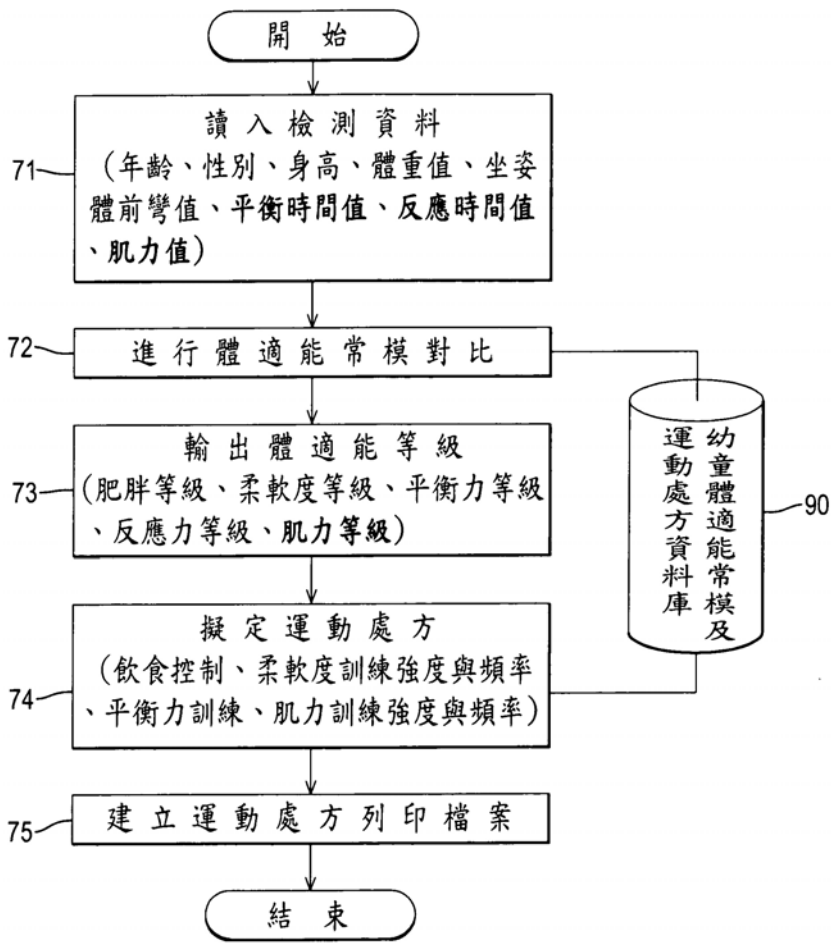 開始
71
讀入檢測資料
（年齡、性別、身高、體重值、坐姿
體前彎值、平衡時間值、反應時間值
、肌力值）
72
進行體適能常模對比
73
輸出體適能等級
（肥胖等級、柔軟度等級、平衡力等級
、反應力等級、肌力等級）
幼童體適能常模及
運動處方資料庫
90
74
擬定運動處方
（飲食控制、柔軟度訓練強度與頻率
、平衡力訓練、肌力訓練強度與頻率）
75
建立運動處方列印檔案
結束